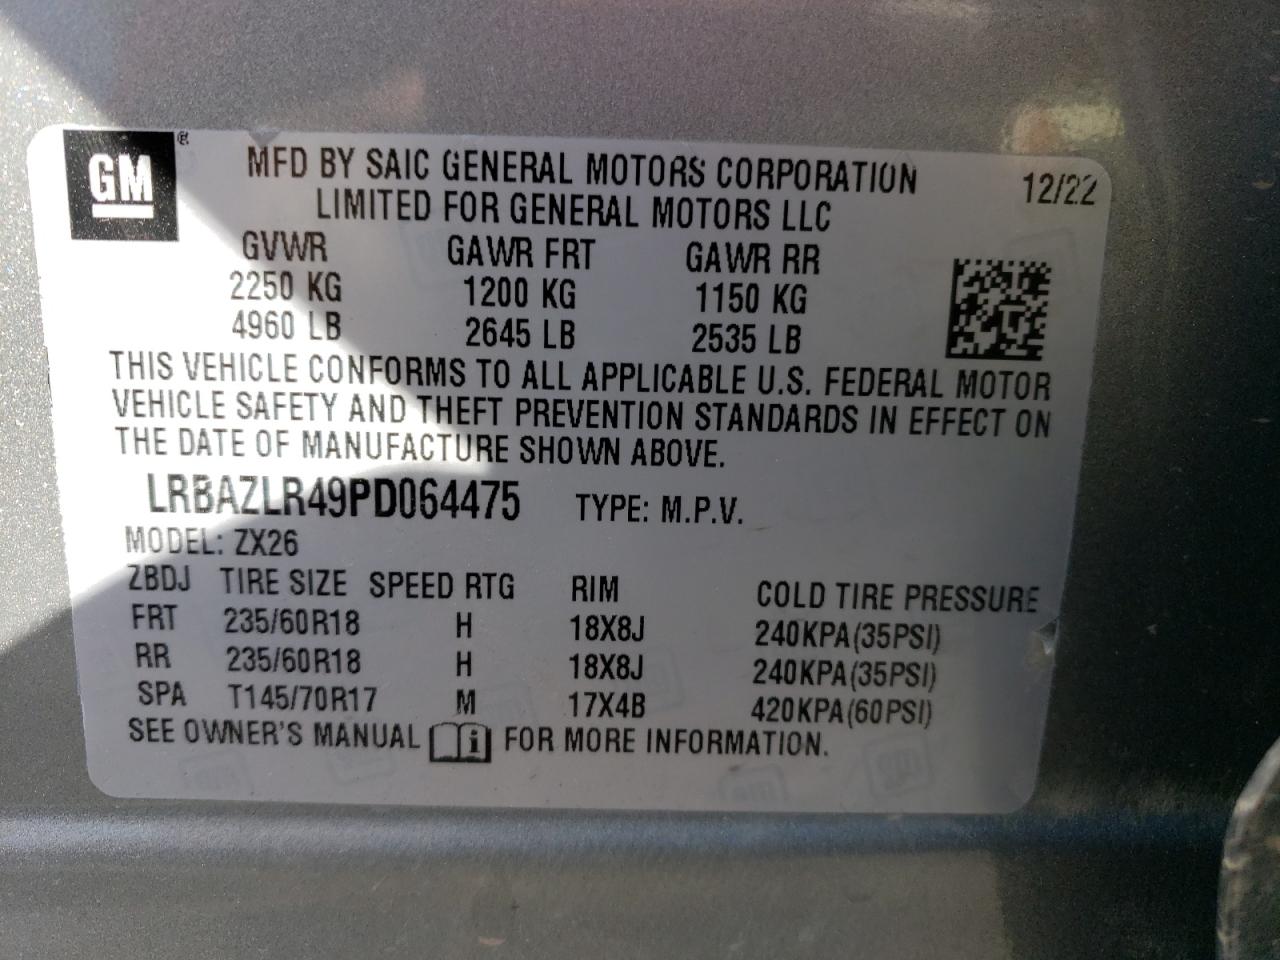 GM ®
MFD BY SAIC GENERAL MOTORS CORPORATION 12/22
LIMITED FOR GENERAL MOTORS LLC
GVWR GAWR FRT GAWR RR
2250 KG 1200 KG 1150 KG
4960 LB 2645 LB 2535 LB
THIS VEHICLE CONFORMS TO ALL APPLICABLE U.S. FEDERAL MOTOR
VEHICLE SAFETY AND THEFT PREVENTION STANDARDS IN EFFECT ON
THE DATE OF MANUFACTURE SHOWN ABOVE.
LRBAZLR49PD064475 TYPE: M.P.V.
MODEL: ZX26
ZBDJ TIRE SIZE SPEED RTG RIM COLD TIRE PRESSURE
FRT 235/60R18 H 18X8J 240KPA(35PSI)
RR 235/60R18 H 18X8J 240KPA(35PSI)
SPA T145/70R17 M 17X4B 420KPA(60PSI)
SEE OWNER'S MANUAL i FOR MORE INFORMATION.